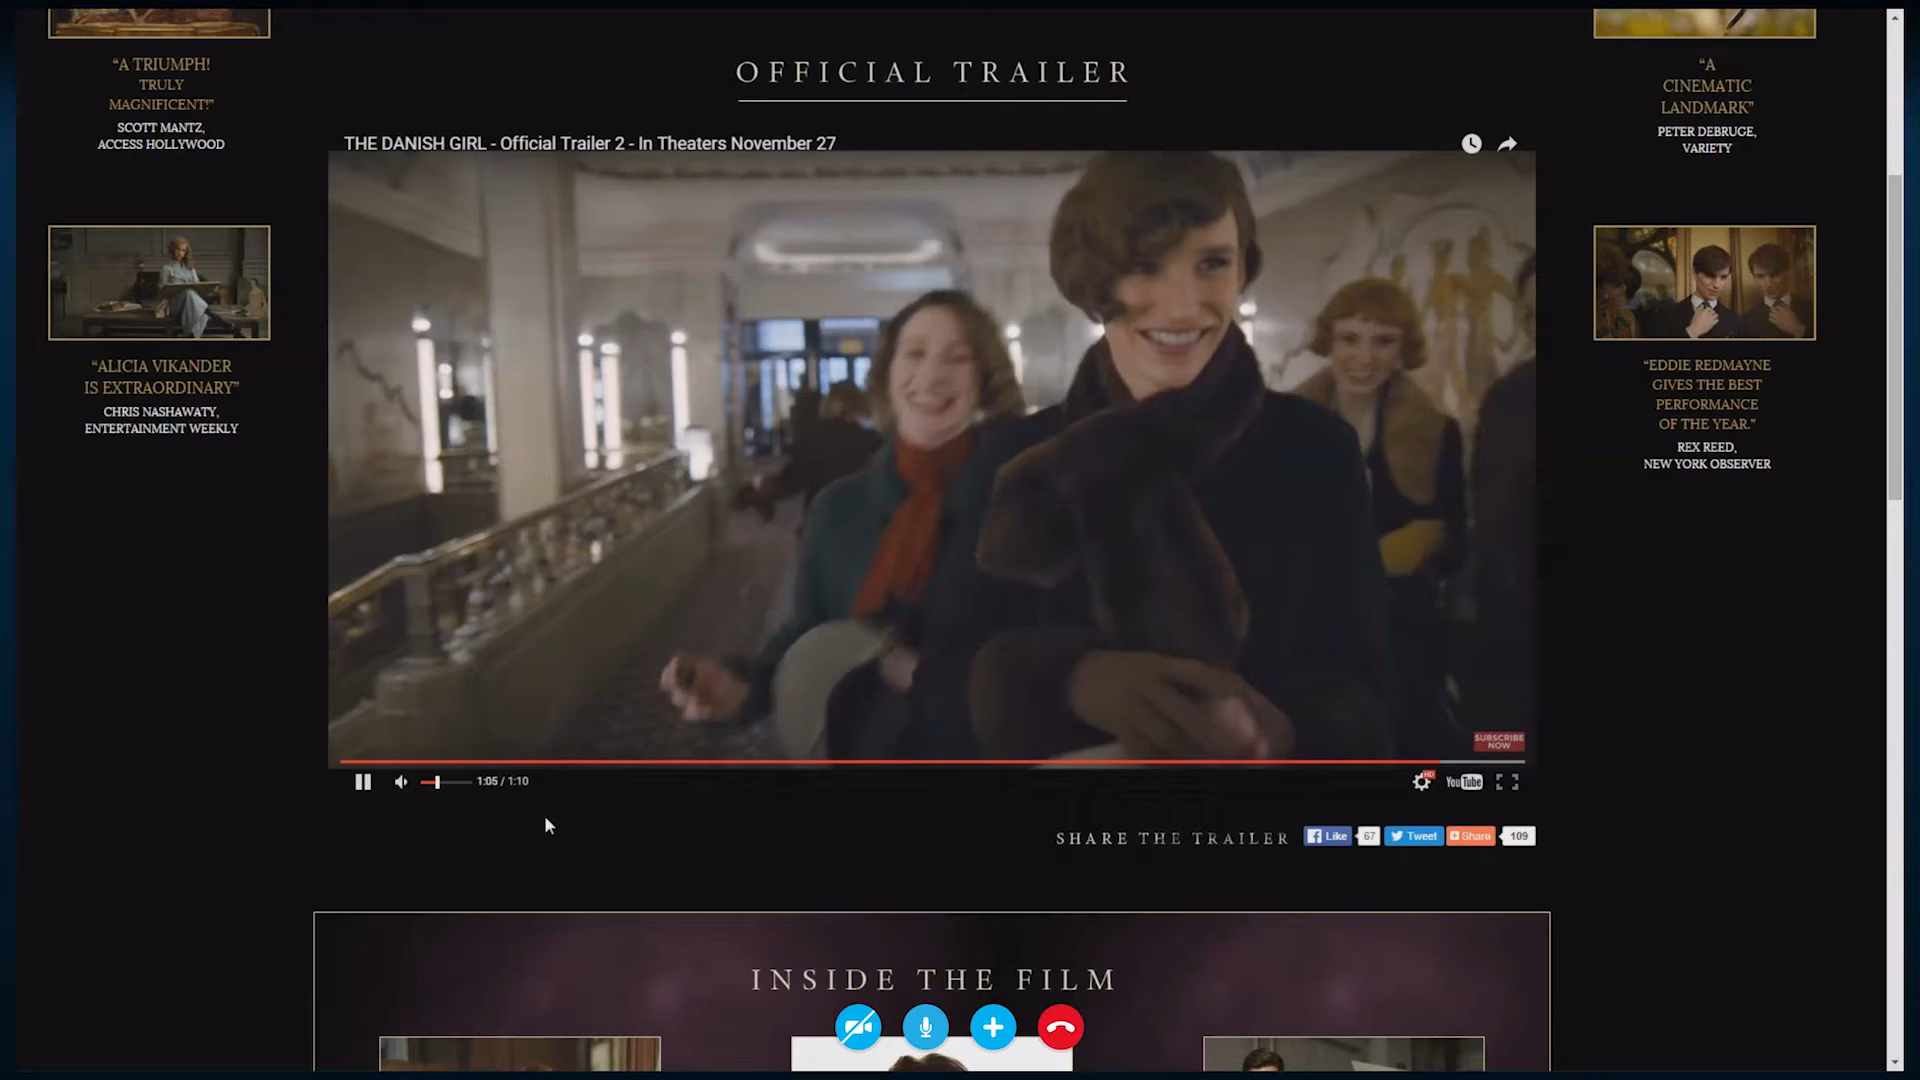 “A TRIUMPH!
TRULY
MAGNIFICENT!”
SCOTT MANTZ,
ACCESS HOLLYWOOD
“ALICIA VIKANDER
IS EXTRAORDINARY”
CHRIS NASHAWATY,
ENTERTAINMENT WEEKLY
OFFICIAL TRAILER
THE DANISH GIRL - Official Trailer 2 - In Theaters November 27
SUBSCRIBE
NOW
1:05 / 1:10
HD
YouTube
SHARE THE TRAILER
Like 67 Tweet Share 109
INSIDE THE FILM
“A
CINEMATIC
LANDMARK”
PETER DEBRUGE,
VARIETY
“EDDIE REDMAYNE
GIVES THE BEST
PERFORMANCE
OF THE YEAR.”
REX REED,
NEW YORK OBSERVER